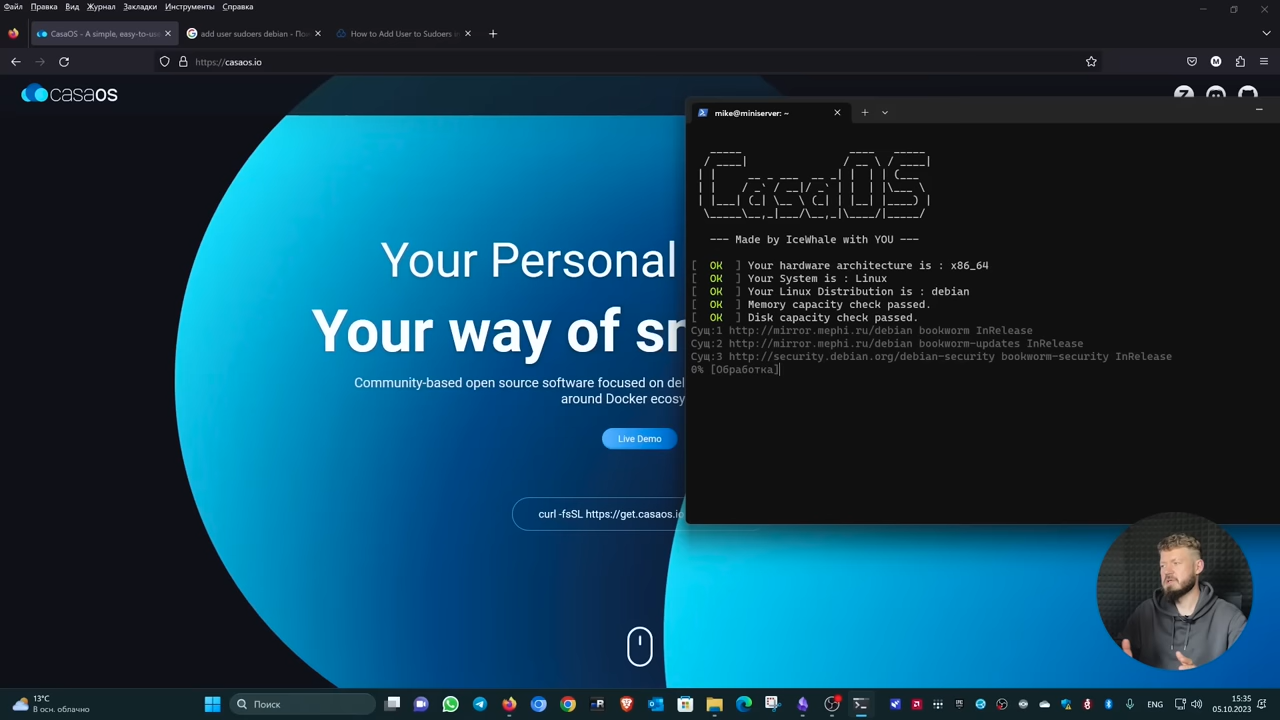 Файл Правка Вид Журнал Закладки Инструменты Справка
CasaOS - A simple, easy-to-use
add user sudoers debian - По
How to Add User to Sudoers
https://casaos.io
casaOS
mike@miniserver: ~
CasaOS
--- Made by IceWhale with YOU ---
[ OK ] Your hardware architecture is : x86_64
[ OK ] Your System is : Linux
[ OK ] Your Linux Distribution is : debian
[ OK ] Memory capacity check passed.
[ OK ] Disk capacity check passed.
Сущ:1 http://mirror.mephi.ru/debian bookworm InRelease
Сущ:2 http://mirror.mephi.ru/debian bookworm-updates InRelease
Сущ:3 http://security.debian.org/debian-security bookworm-security InRelease
0% [Обработка]
Your Personal
Your way of
Community-based open source software focused on
around Docker
Live Demo
curl -fsSL https://get.casaos.io
13°C
В осн. облачно
Поиск
ENG
15:35
05.10.2023